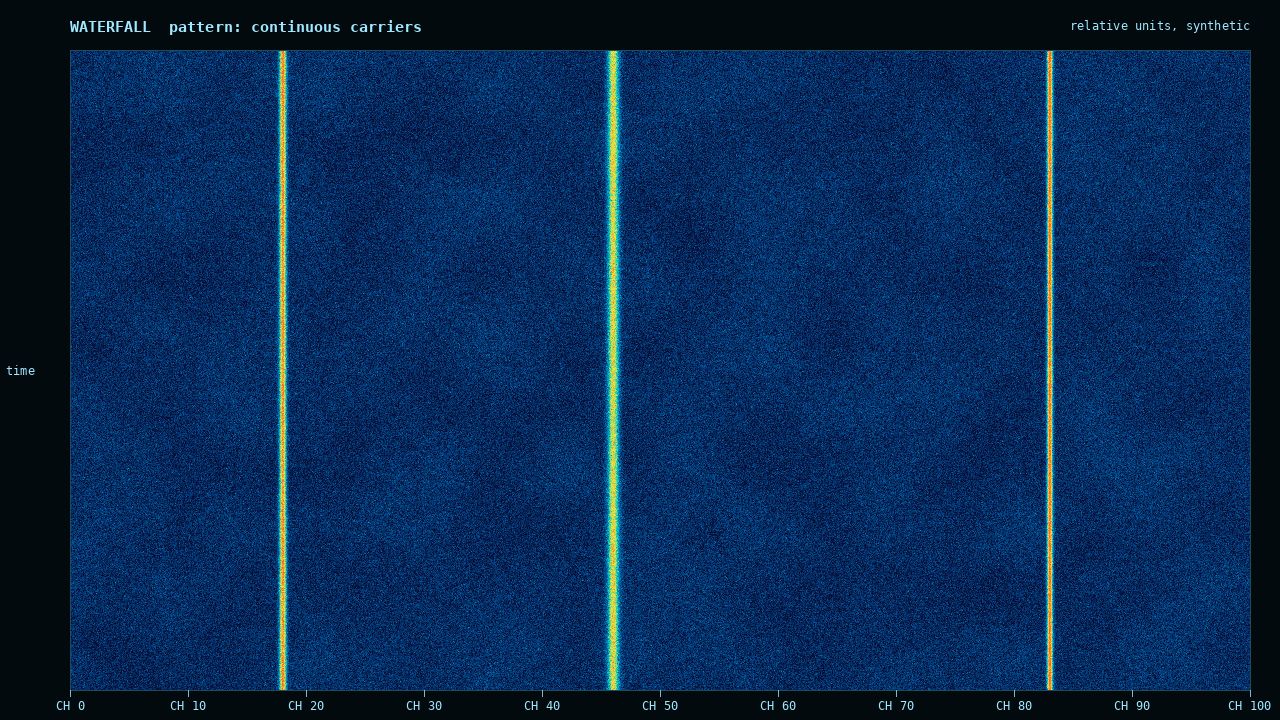 WATERFALL  pattern: continuous carriers
relative units, synthetic
time
CH 0 CH 10 CH 20 CH 30 CH 40 CH 50 CH 60 CH 70 CH 80 CH 90 CH 100